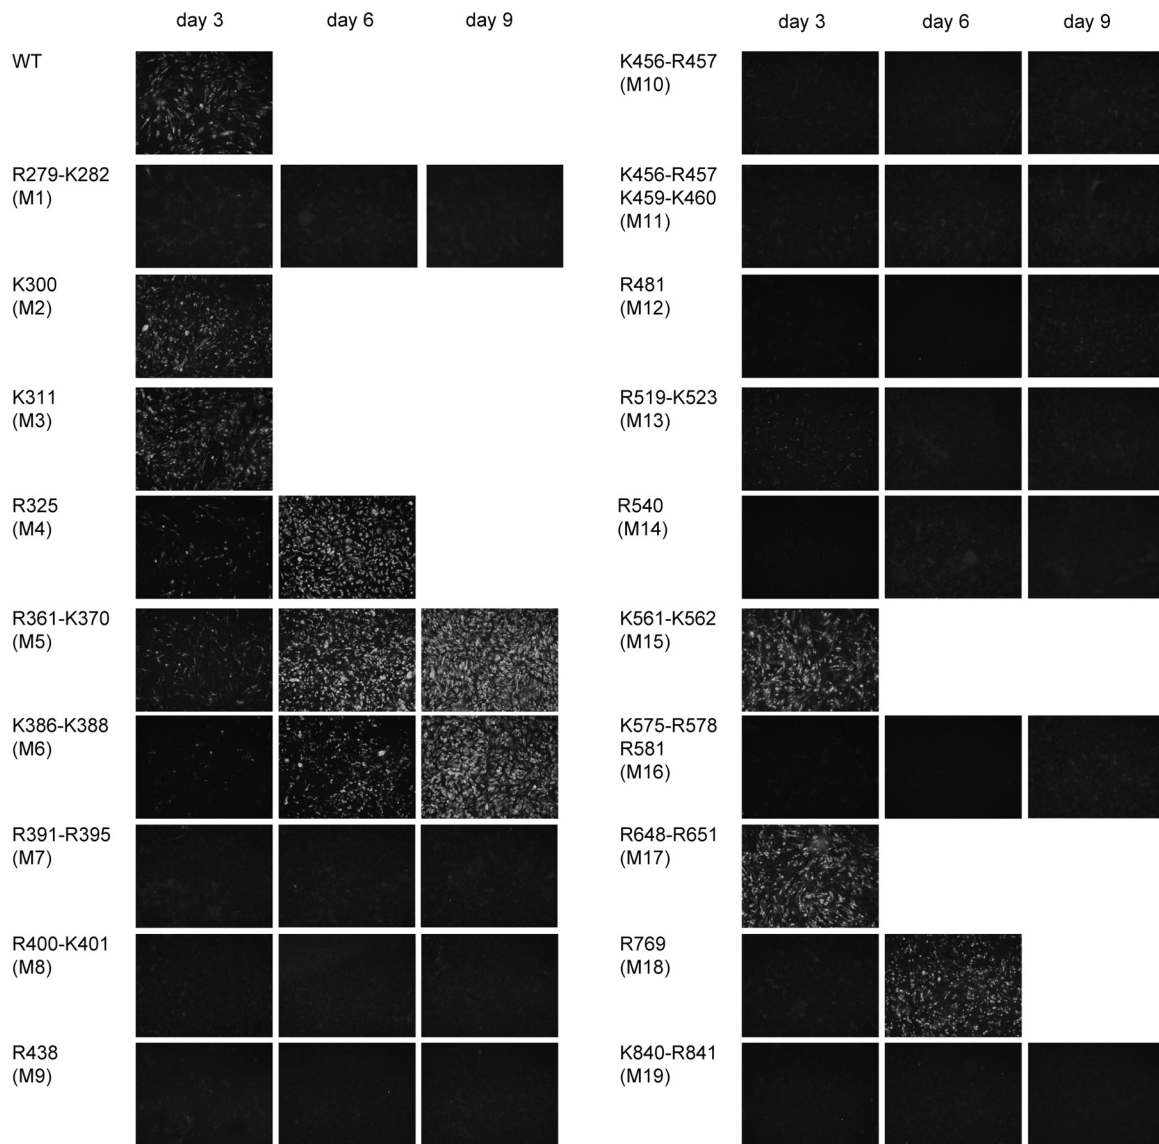 day 3 day 6 day 9
WT
R279-K282
(M1)
K300
(M2)
K311
(M3)
R325
(M4)
R361-K370
(M5)
K386-K388
(M6)
R391-R395
(M7)
R400-K401
(M8)
R438
(M9)
day 3 day 6 day 9
K456-R457
(M10)
K456-R457
K459-K460
(M11)
R481
(M12)
R519-K523
(M13)
R540
(M14)
K561-K562
(M15)
K575-R578
R581
(M16)
R648-R651
(M17)
R769
(M18)
K840-R841
(M19)